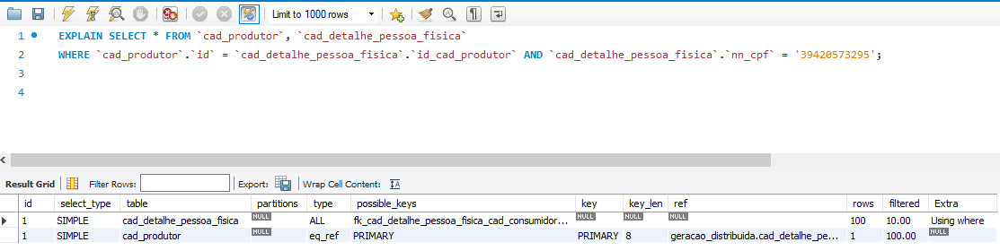 Limit to 1000 rows
1 EXPLAIN SELECT * FROM `cad_produtor`, `cad_detalhe_pessoa_fisica`
2 WHERE `cad_produtor`.`id` = `cad_detalhe_pessoa_fisica`.`id_cad_produtor` AND `cad_detalhe_pessoa_fisica`.`nn_cpf` = '39420573295';
3
4
Result Grid Filter Rows: Export: Wrap Cell Content: IA
id select_type table partitions type possible_keys key key_len ref rows filtered Extra
1 SIMPLE cad_detalhe_pessoa_fisica NULL ALL fk_cad_detalhe_pessoa_fisica_cad_consumidor... NULL NULL NULL 100 10.00 Using where
1 SIMPLE cad_produtor NULL eq_ref PRIMARY PRIMARY 8 geracao_distribuida.cad_detalhe_pe... 1 100.00 NULL